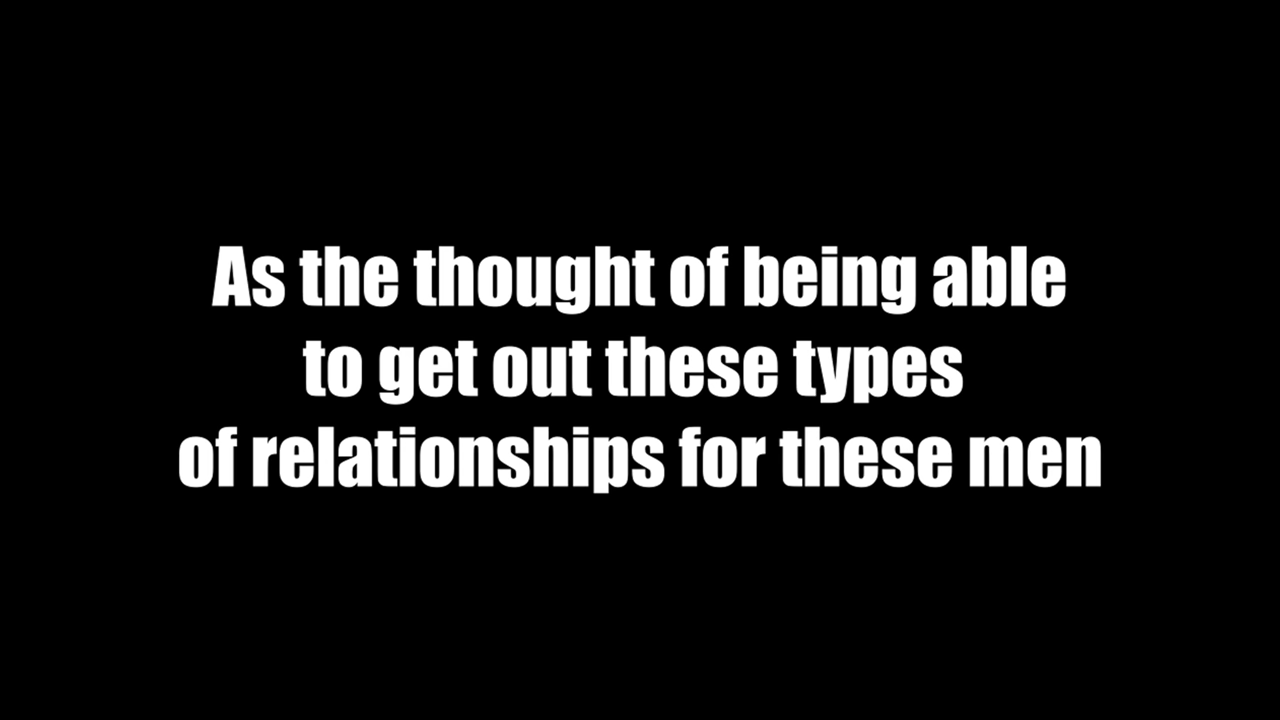 As the thought of being able
to get out these types
of relationships for these men